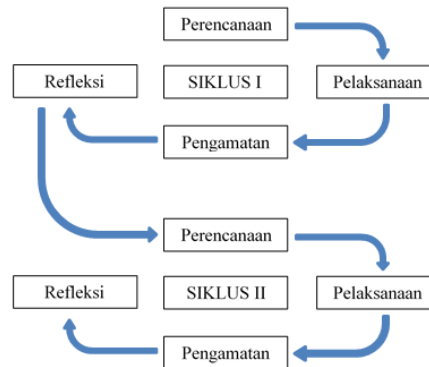 Perencanaan
Refleksi
SIKLUS I
Pelaksanaan
Pengamatan
Perencanaan
Refleksi
SIKLUS II
Pelaksanaan
Pengamatan